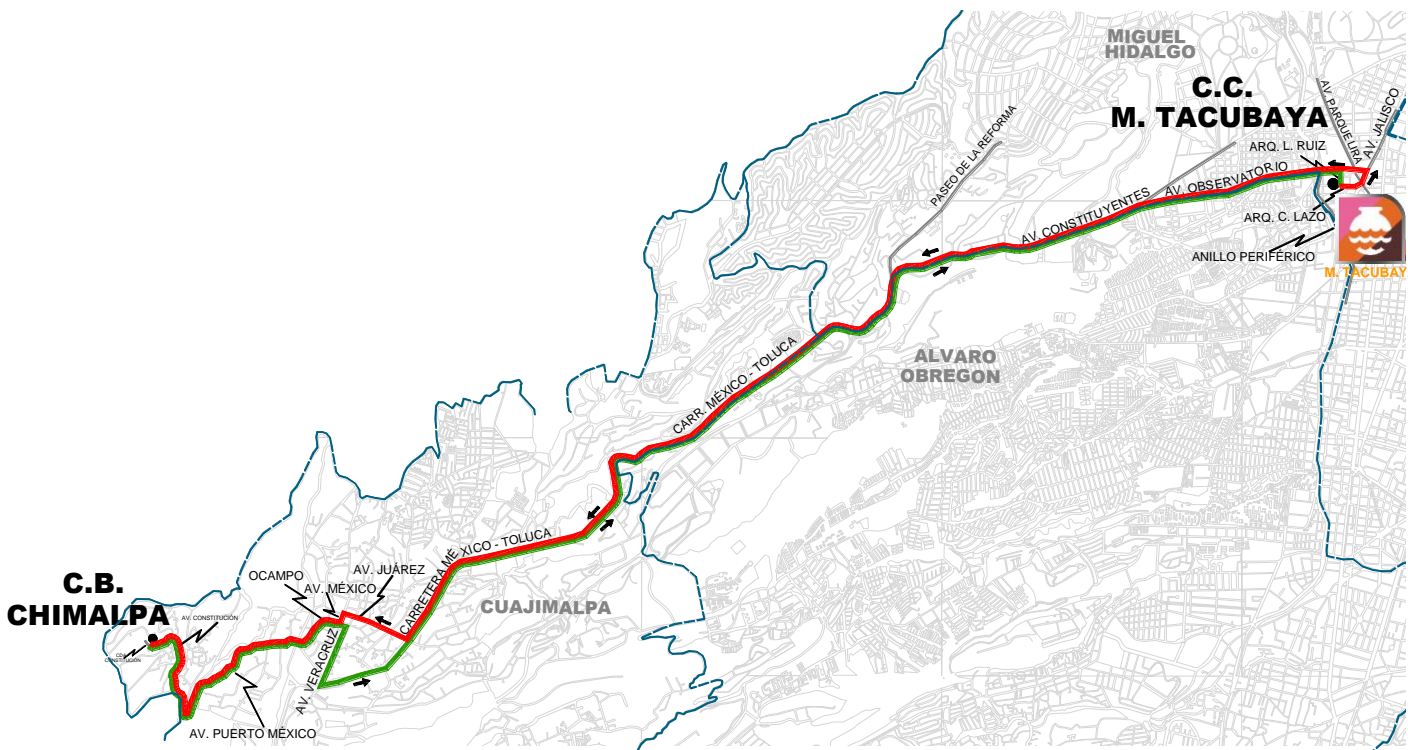 MIGUEL
HIDALGO
C.C.
M. TACUBAYA
AV. PARQUE LIRA
AV. JALISCO
ARQ. L. RUIZ
PASEO DE LA REFORMA
AV. OBSERVATORIO
AV. CONSTITUYENTES
ARQ. C. LAZO
ANILLO PERIFÉRICO
M. TACUBAY
ALVARO
OBREGON
CARR. MÉXICO - TOLUCA
CARRETERA MÉXICO - TOLUCA
CUAJIMALPA
C.B.
CHIMALPA
OCAMPO
AV. MÉXICO
AV. JUÁREZ
AV. CONSTITUCIÓN
CDA.
CONSTITUCIÓN
AV. VERACRUZ
AV. PUERTO MÉXICO